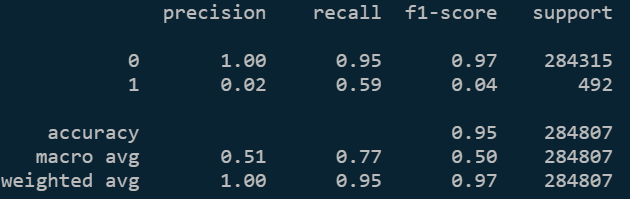 precision recall f1-score support
0 1.00 0.95 0.97 284315
1 0.02 0.59 0.04 492
accuracy 0.95 284807
macro avg 0.51 0.77 0.50 284807
weighted avg 1.00 0.95 0.97 284807